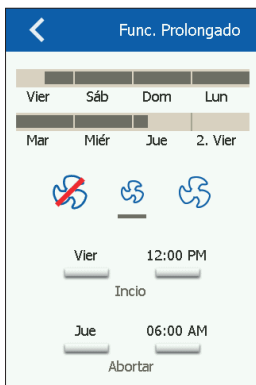 Func. Prolongado
Vier Sáb Dom Lun
Mar Miér Jue 2. Vier
Vier 12:00 PM
Incio
Jue 06:00 AM
Abortar